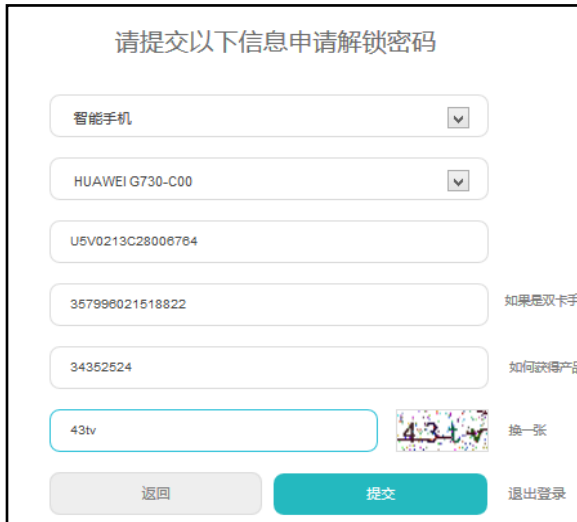 请提交以下信息申请解锁密码
智能手机
HUAWEI G730-C00
U5V0213C28006764
357996021518822 如果是双卡手
34352524 如何获得产品
43tv 43tv 换一张
返回 提交 退出登录